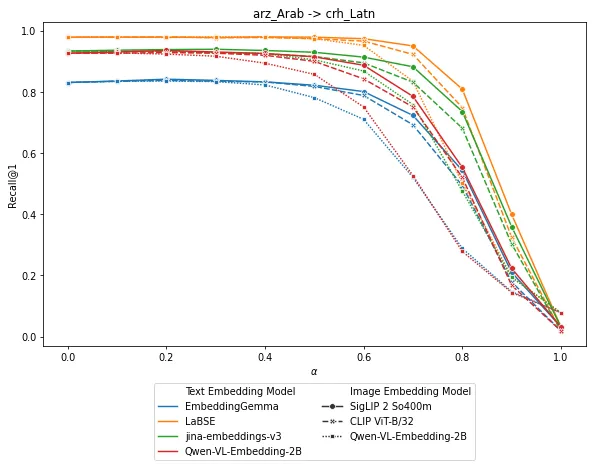 arz_Arab -> crh_Latn
Recall@1
1.0
0.8
0.6
0.4
0.2
0.0
0.0 0.2 0.4 0.6 0.8 1.0
α
Text Embedding Model
EmbeddingGemma
LaBSE
jina-embeddings-v3
Qwen-VL-Embedding-2B
Image Embedding Model
SigLIP 2 So400m
CLIP ViT-B/32
Qwen-VL-Embedding-2B